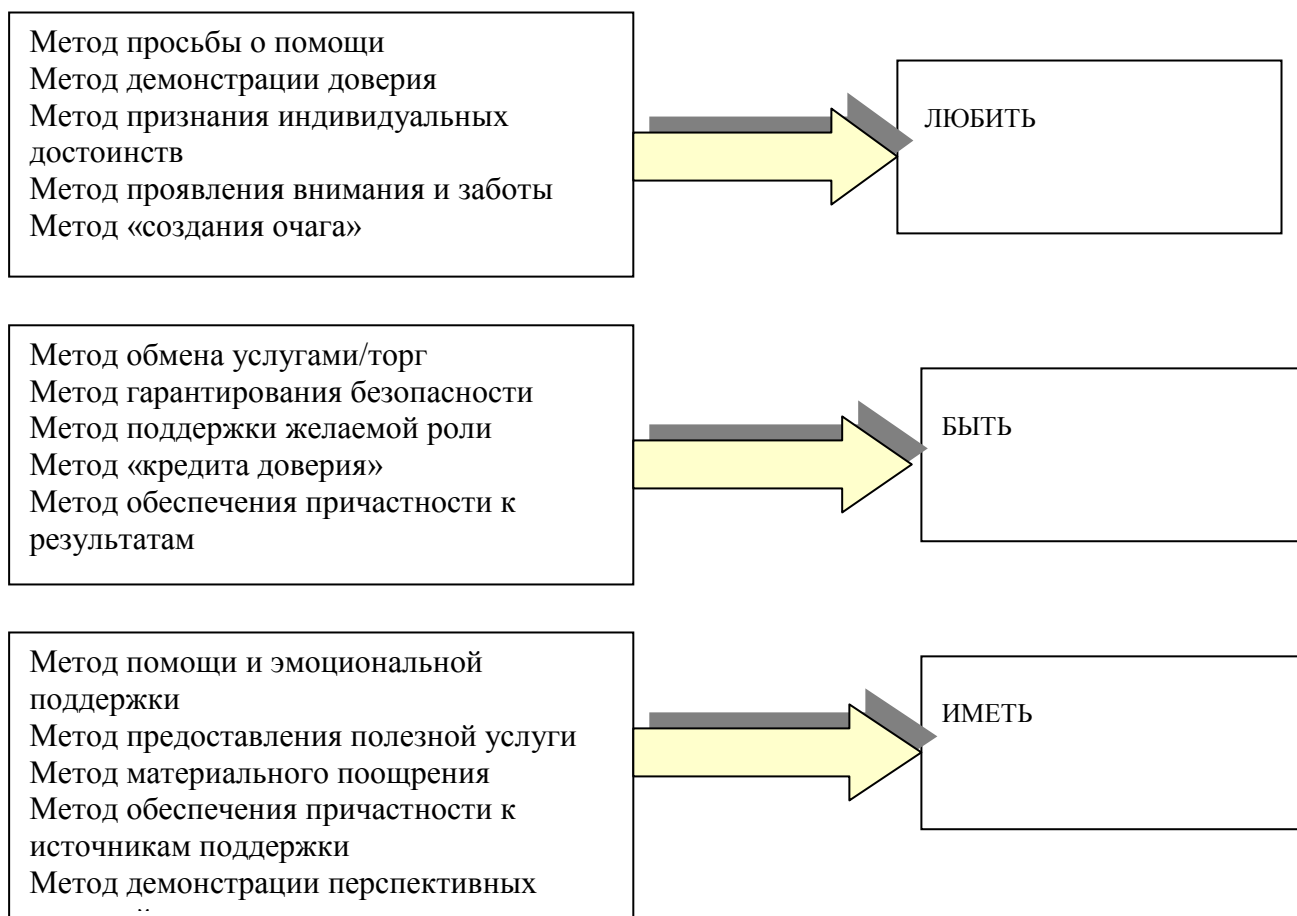 Метод просьбы о помощи
Метод демонстрации доверия
Метод признания индивидуальных
достоинств
Метод проявления внимания и заботы
Метод «создания очага»
ЛЮБИТЬ
Метод обмена услугами/торг
Метод гарантирования безопасности
Метод поддержки желаемой роли
Метод «кредита доверия»
Метод обеспечения причастности к
результатам
БЫТЬ
Метод помощи и эмоциональной
поддержки
Метод предоставления полезной услуги
Метод материального поощрения
Метод обеспечения причастности к
источникам поддержки
Метод демонстрации перспективных
ИМЕТЬ